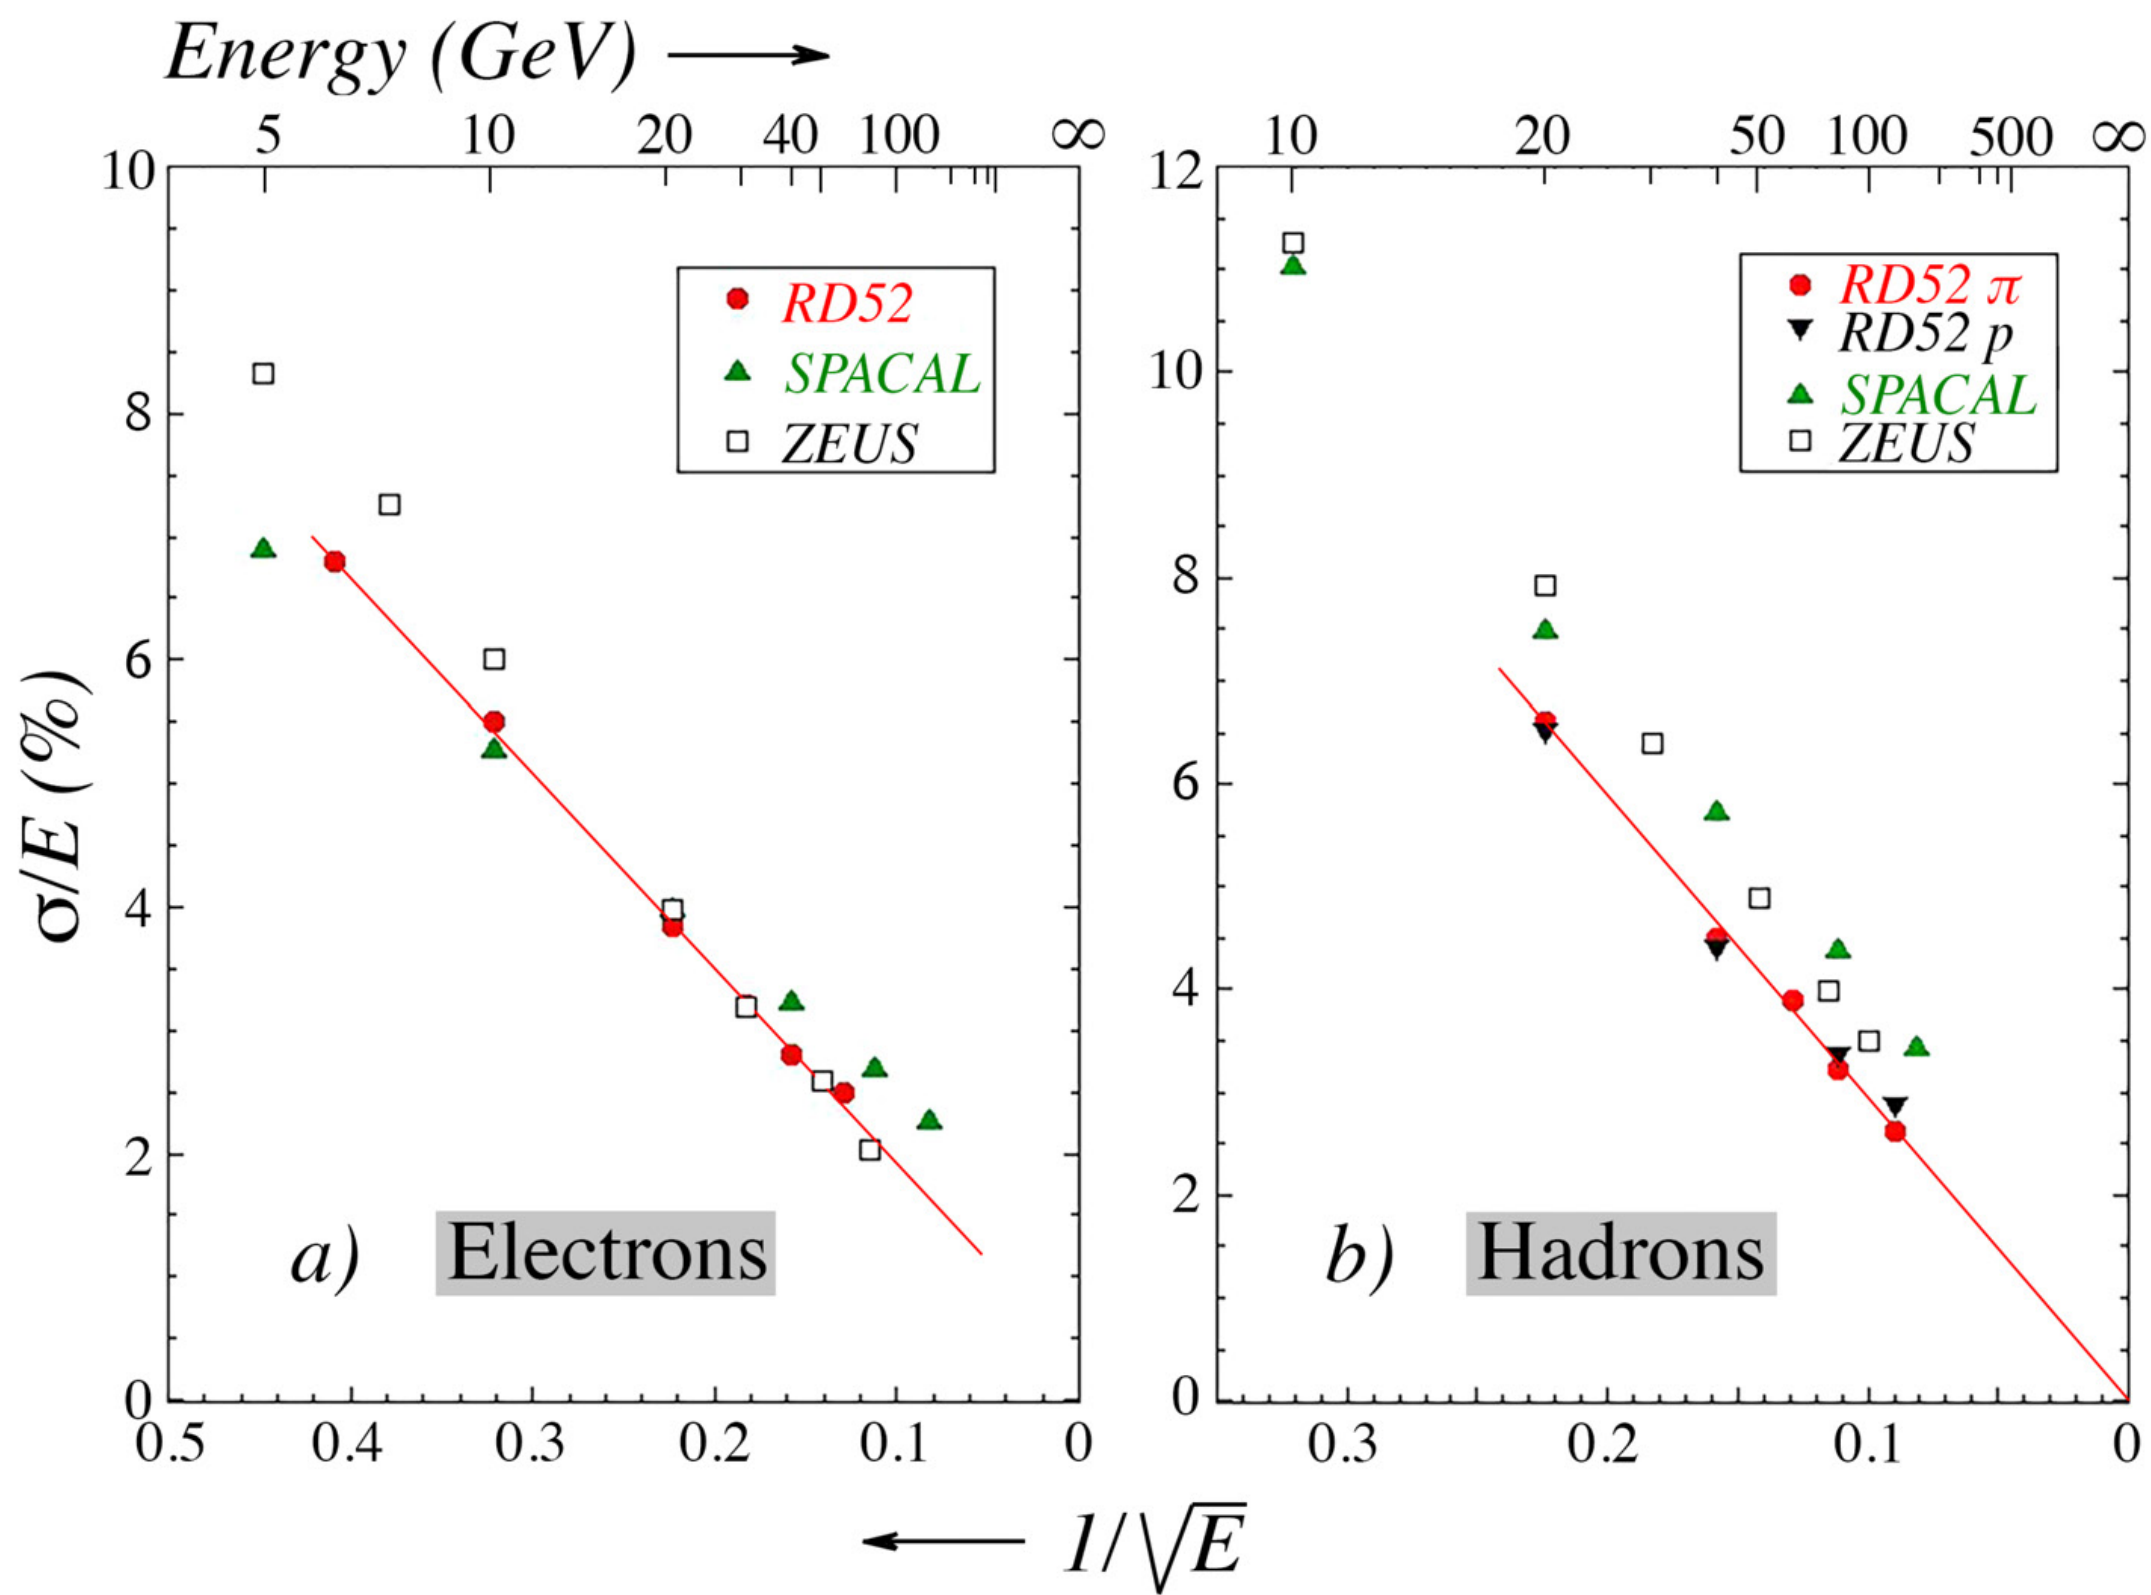 Energy (GeV)
5 10 20 40 100 ∞
10 20 50 100 500 ∞
10
8
6
4
2
0
σ/E (%)
RD52
SPACAL
ZEUS
a) Electrons
0.5 0.4 0.3 0.2 0.1 0
12
10
8
6
4
2
0
RD52 π
RD52 p
SPACAL
ZEUS
b) Hadrons
0.3 0.2 0.1 0
1/√E